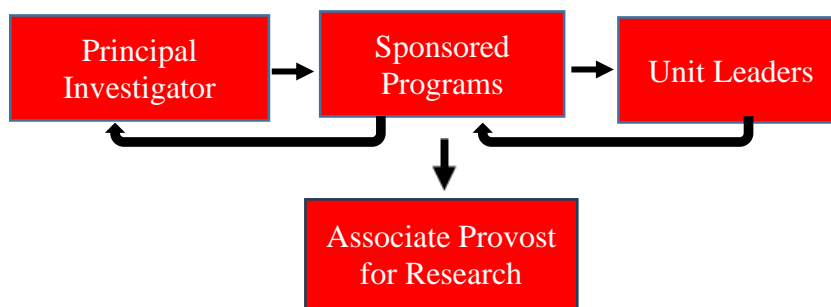 Principal
Investigator
Sponsored
Programs
Unit Leaders
Associate Provost
for Research